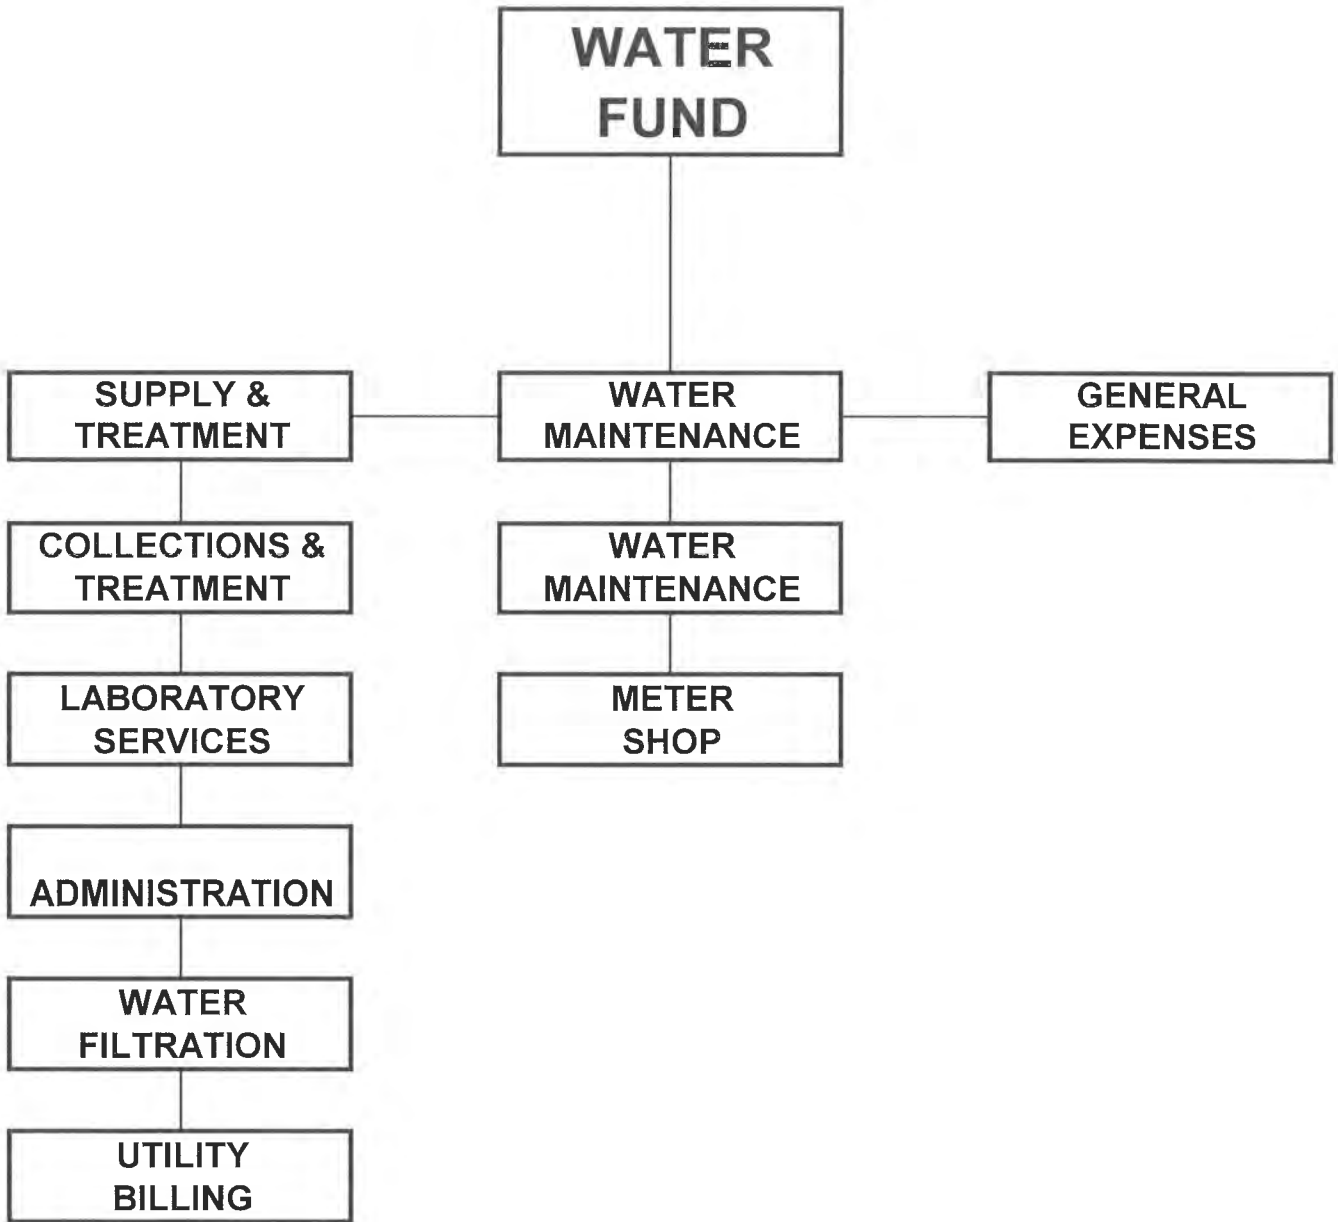 WATER
FUND
SUPPLY &
TREATMENT
WATER
MAINTENANCE
GENERAL
EXPENSES
COLLECTIONS &
TREATMENT
WATER
MAINTENANCE
LABORATORY
SERVICES
METER
SHOP
ADMINISTRATION
WATER
FILTRATION
UTILITY
BILLING